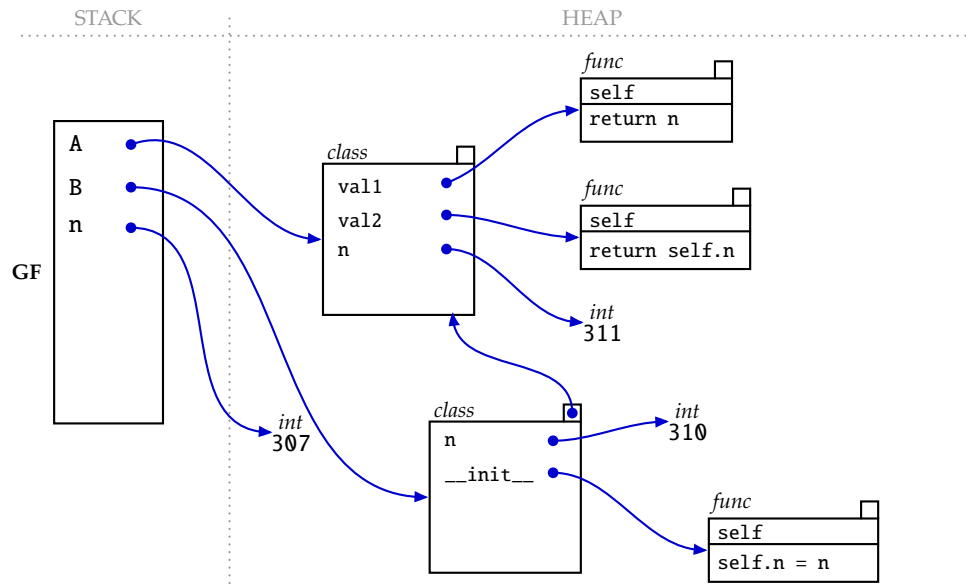 STACK
HEAP
func
self
return n
A
B
n
GF
class
val1
val2
n
func
self
return self.n
int
311
int
307
class
n
__init__
int
310
func
self
self.n = n